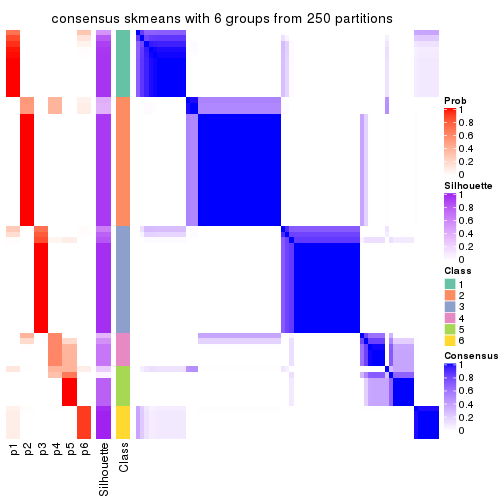 consensus skmeans with 6 groups from 250 partitions
Prob
1
0.8
0.6
0.4
0.2
0
Silhouette
1
0.8
0.6
0.4
0.2
0
Class
1
2
3
4
5
6
Consensus
1
0.8
0.6
0.4
0.2
0
p1
p2
p3
p4
p5
p6
Silhouette
Class